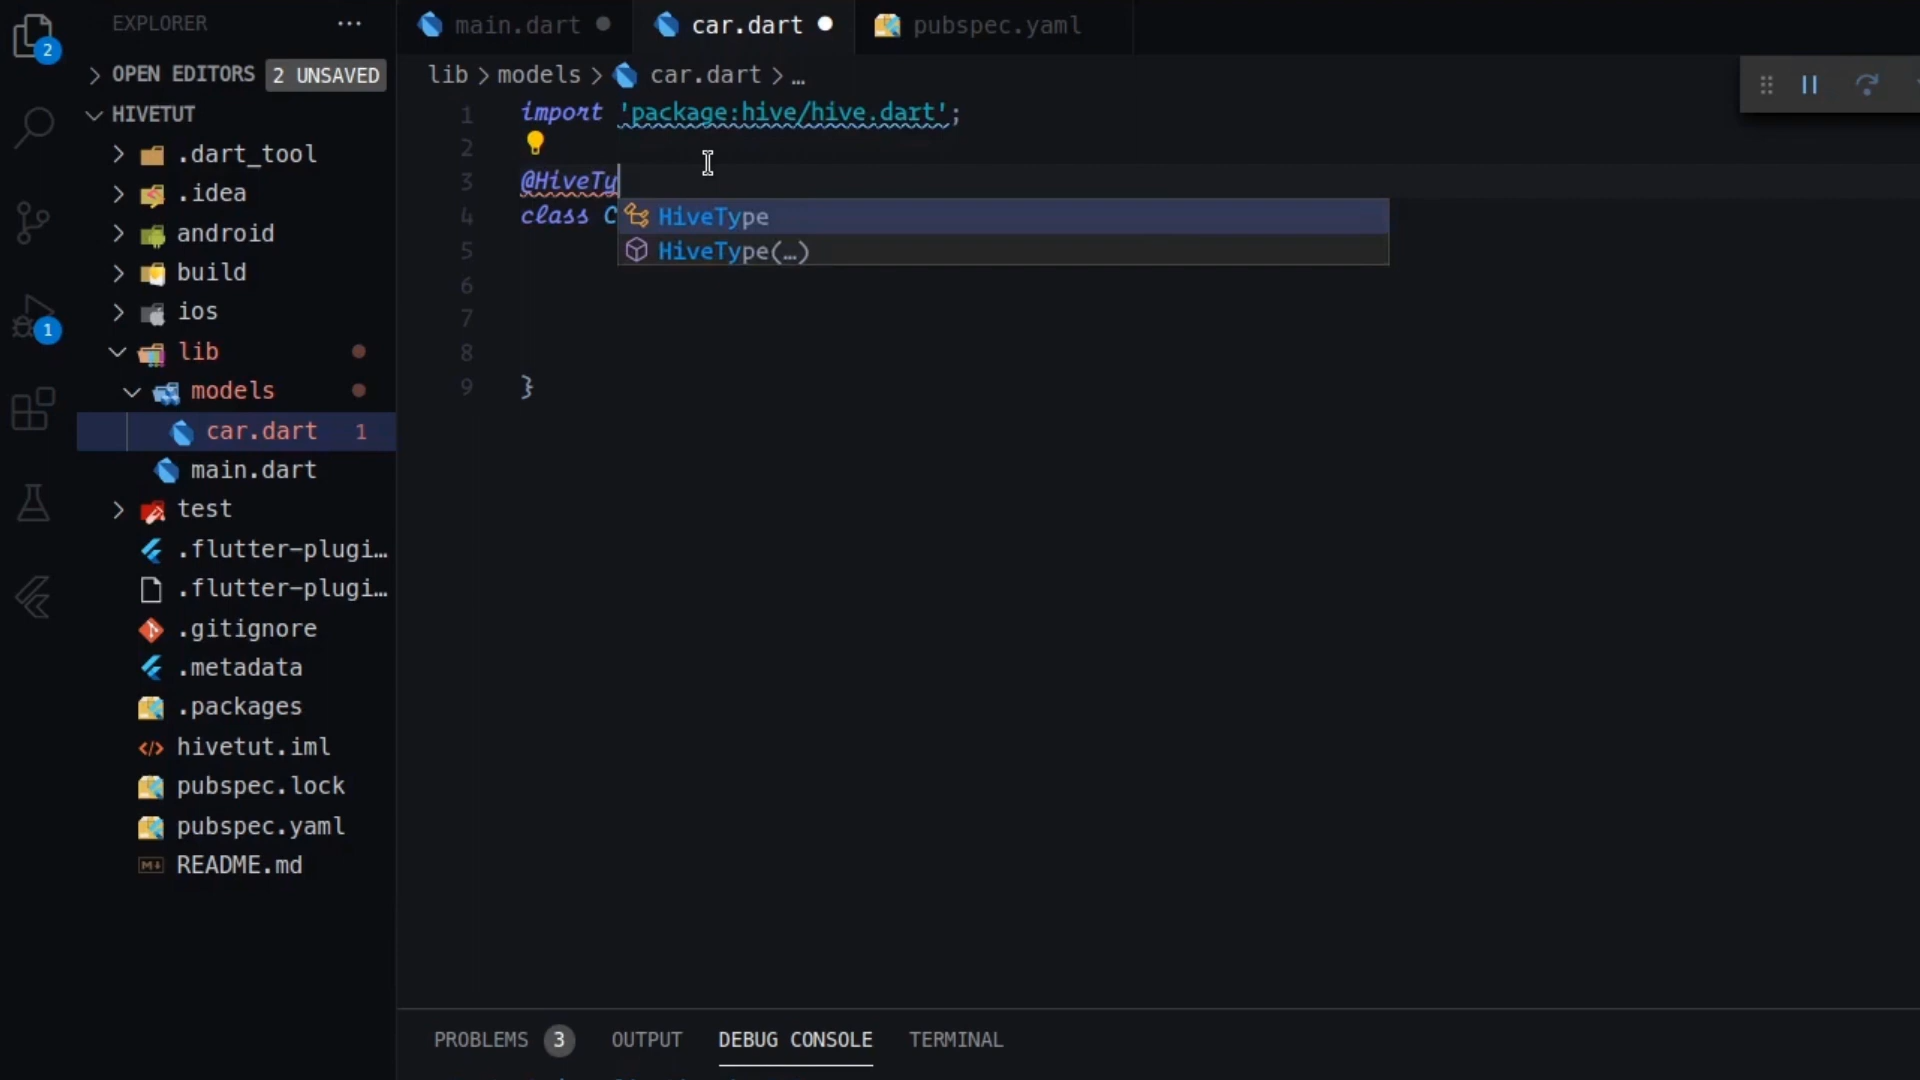 EXPLORER ...
2
OPEN EDITORS 2 UNSAVED
HIVETUT
.dart_tool
.idea
android
build
ios
lib
models
car.dart 1
main.dart
test
.flutter-plugi…
.flutter-plugi…
.gitignore
.metadata
.packages
hivetut.iml
pubspec.lock
pubspec.yaml
README.md
1
main.dart car.dart pubspec.yaml
lib > models > car.dart > …
1 import 'package:hive/hive.dart';
2
3 @HiveTy
4 class C
5
6
7
8
9 }
HiveType
HiveType(…)
PROBLEMS 3 OUTPUT DEBUG CONSOLE TERMINAL